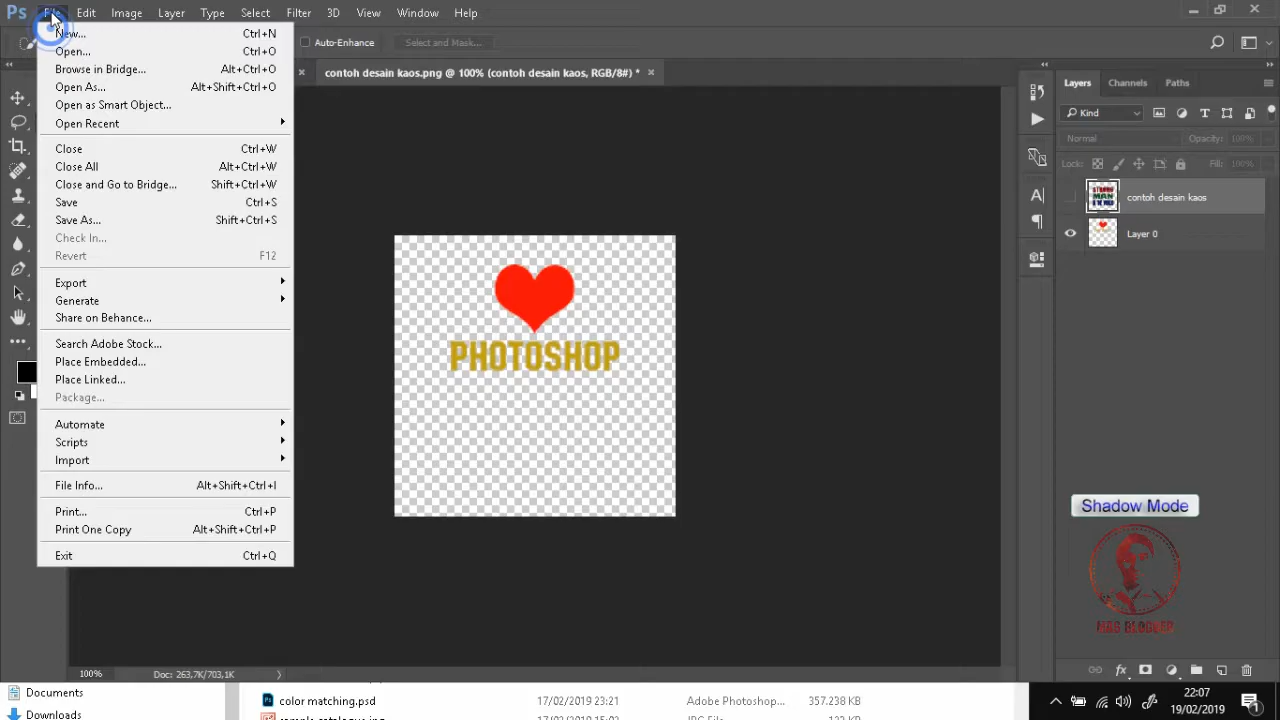 Ps File Edit Image Layer Type Select Filter 3D View Window Help
Auto-Enhance Select and Mask...
contoh desain kaos.png @ 100% (contoh desain kaos, RGB/8#) *
New... Ctrl+N
Open... Ctrl+O
Browse in Bridge... Alt+Ctrl+O
Open As... Alt+Shift+Ctrl+O
Open as Smart Object...
Open Recent
Close Ctrl+W
Close All Alt+Ctrl+W
Close and Go to Bridge... Shift+Ctrl+W
Save Ctrl+S
Save As... Shift+Ctrl+S
Check In...
Revert F12
Export
Generate
Share on Behance...
Search Adobe Stock...
Place Embedded...
Place Linked...
Package...
Automate
Scripts
Import
File Info... Alt+Shift+Ctrl+I
Print... Ctrl+P
Print One Copy Alt+Shift+Ctrl+P
Exit Ctrl+Q
PHOTOSHOP
Layers Channels Paths
Kind
Normal Opacity: 100%
Lock: Fill: 100%
STRONG
MAN
contoh desain kaos
Layer 0
Shadow Mode
MAS BLOGGER
100% Doc: 263,7K/703,1K
Documents
Downloads
color matching.psd 17/02/2019 23:21 Adobe Photoshop... 357.238 KB
22:07
19/02/2019
1